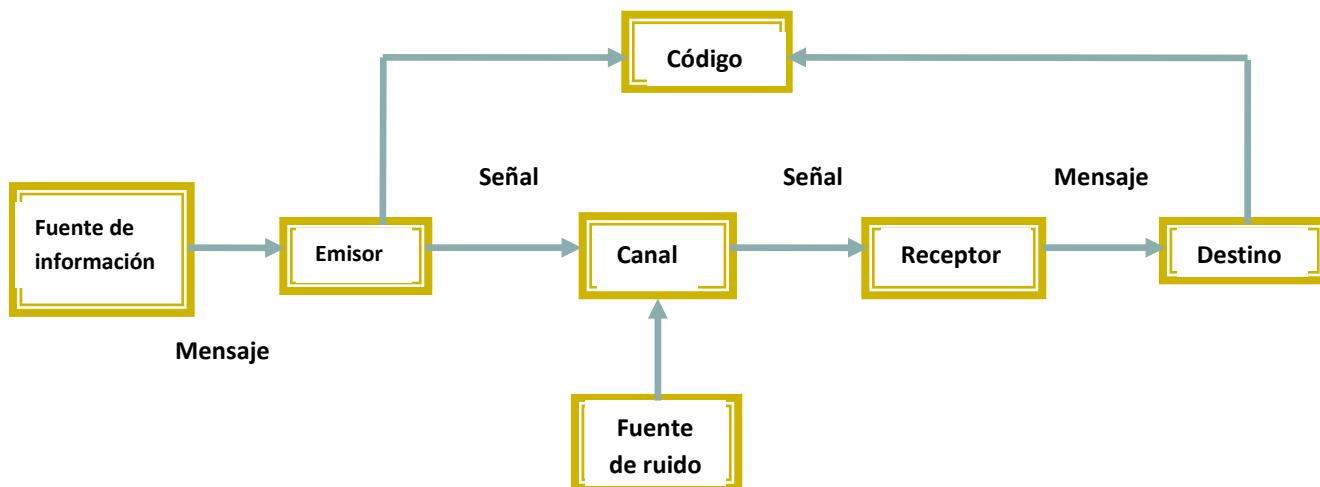 Código
Señal
Señal
Mensaje
Fuente de
información
Emisor
Canal
Receptor
Destino
Mensaje
Fuente
de ruido